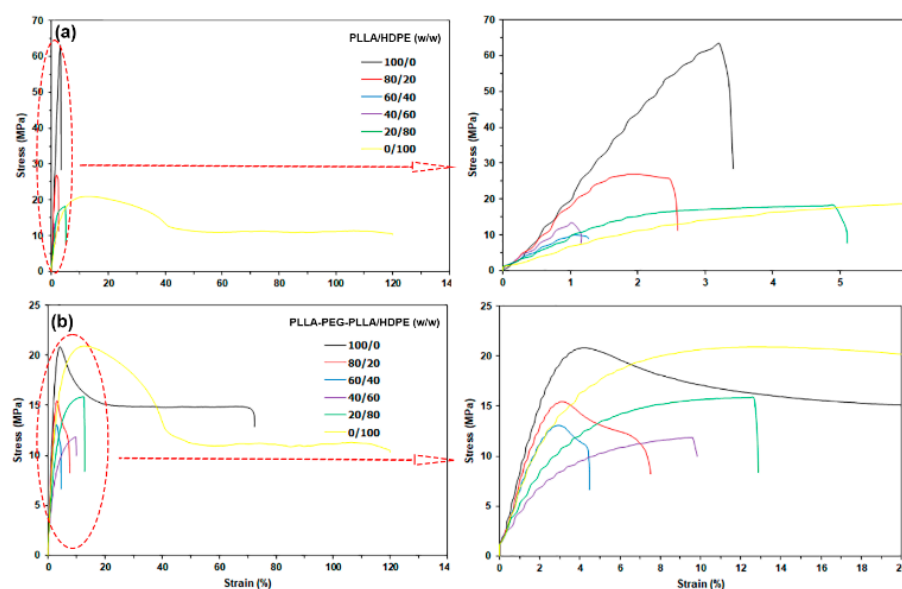 (a)
PLLA/HDPE (w/w)
100/0
80/20
60/40
40/60
20/80
0/100
Stress (MPa)
70
60
50
40
30
20
10
0
0 20 40 60 80 100 120 140
Stress (MPa)
70
60
50
40
30
20
10
0
0 1 2 3 4 5
(b)
PLLA-PEG-PLLA/HDPE (w/w)
100/0
80/20
60/40
40/60
20/80
0/100
Stress (MPa)
25
20
15
10
5
0
0 20 40 60 80 100 120 140
Strain (%)
Stress (MPa)
25
20
15
10
5
0
0 2 4 6 8 10 12 14 16 18 20
Strain (%)